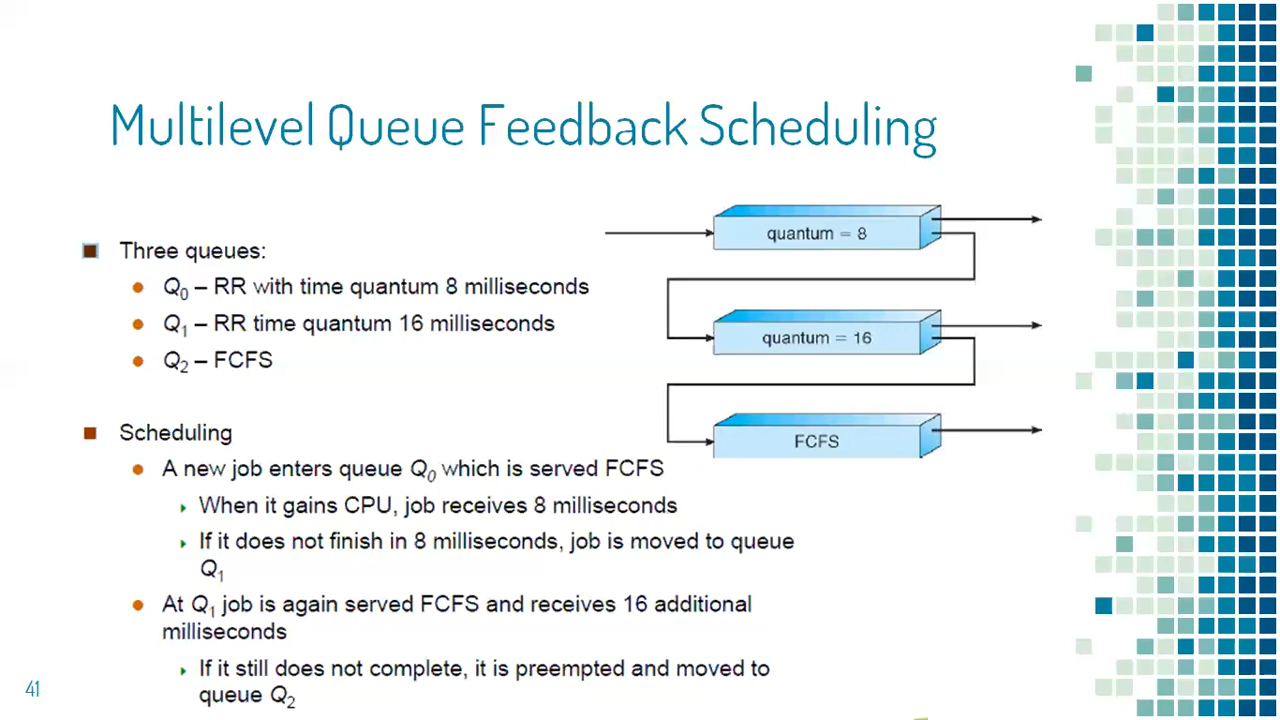 Multilevel Queue Feedback Scheduling
Three queues:
Q0 – RR with time quantum 8 milliseconds
Q1 – RR time quantum 16 milliseconds
Q2 – FCFS
quantum = 8
quantum = 16
FCFS
Scheduling
A new job enters queue Q0 which is served FCFS
When it gains CPU, job receives 8 milliseconds
If it does not finish in 8 milliseconds, job is moved to queue
Q1
At Q1 job is again served FCFS and receives 16 additional
milliseconds
If it still does not complete, it is preempted and moved to
queue Q2
41